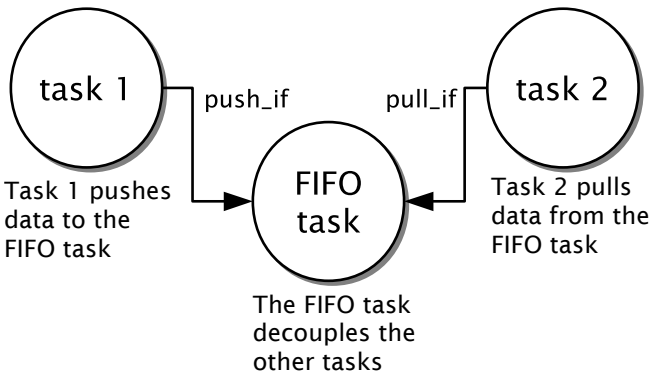 task 1
push_if
Task 1 pushes
data to the
FIFO task
FIFO
task
The FIFO task
decouples the
other tasks
pull_if
task 2
Task 2 pulls
data from the
FIFO task